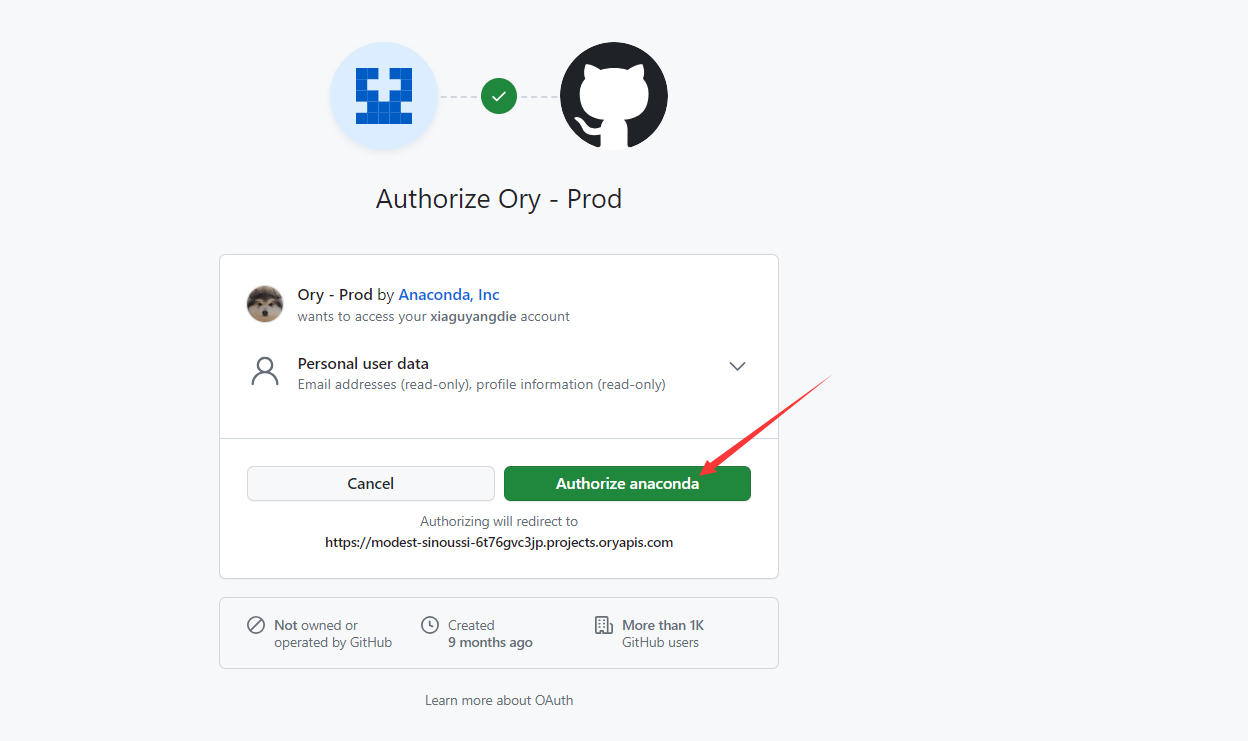 Authorize Ory - Prod
Ory - Prod by Anaconda, Inc
wants to access your xiaguyangdie account
Personal user data
Email addresses (read-only), profile information (read-only)
Cancel
Authorize anaconda
Authorizing will redirect to
https://modest-sinoussi-6t76gvc3jp.projects.oryapis.com
Not owned or
operated by GitHub
Created
9 months ago
More than 1K
GitHub users
Learn more about OAuth